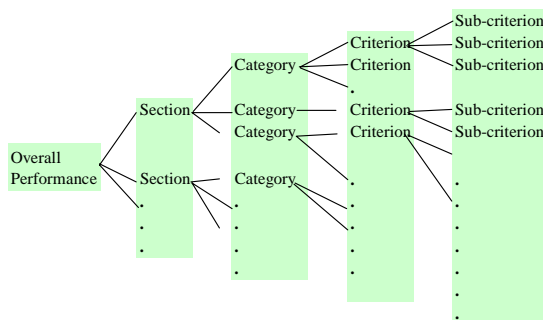 Overall
Performance
Section
Section
.
.
.
Category
Category
Category
Category
.
.
.
.
Criterion
Criterion
.
Criterion
Criterion
.
.
.
.
.
Sub-criterion
Sub-criterion
Sub-criterion
Sub-criterion
Sub-criterion
.
.
.
.
.
.
.